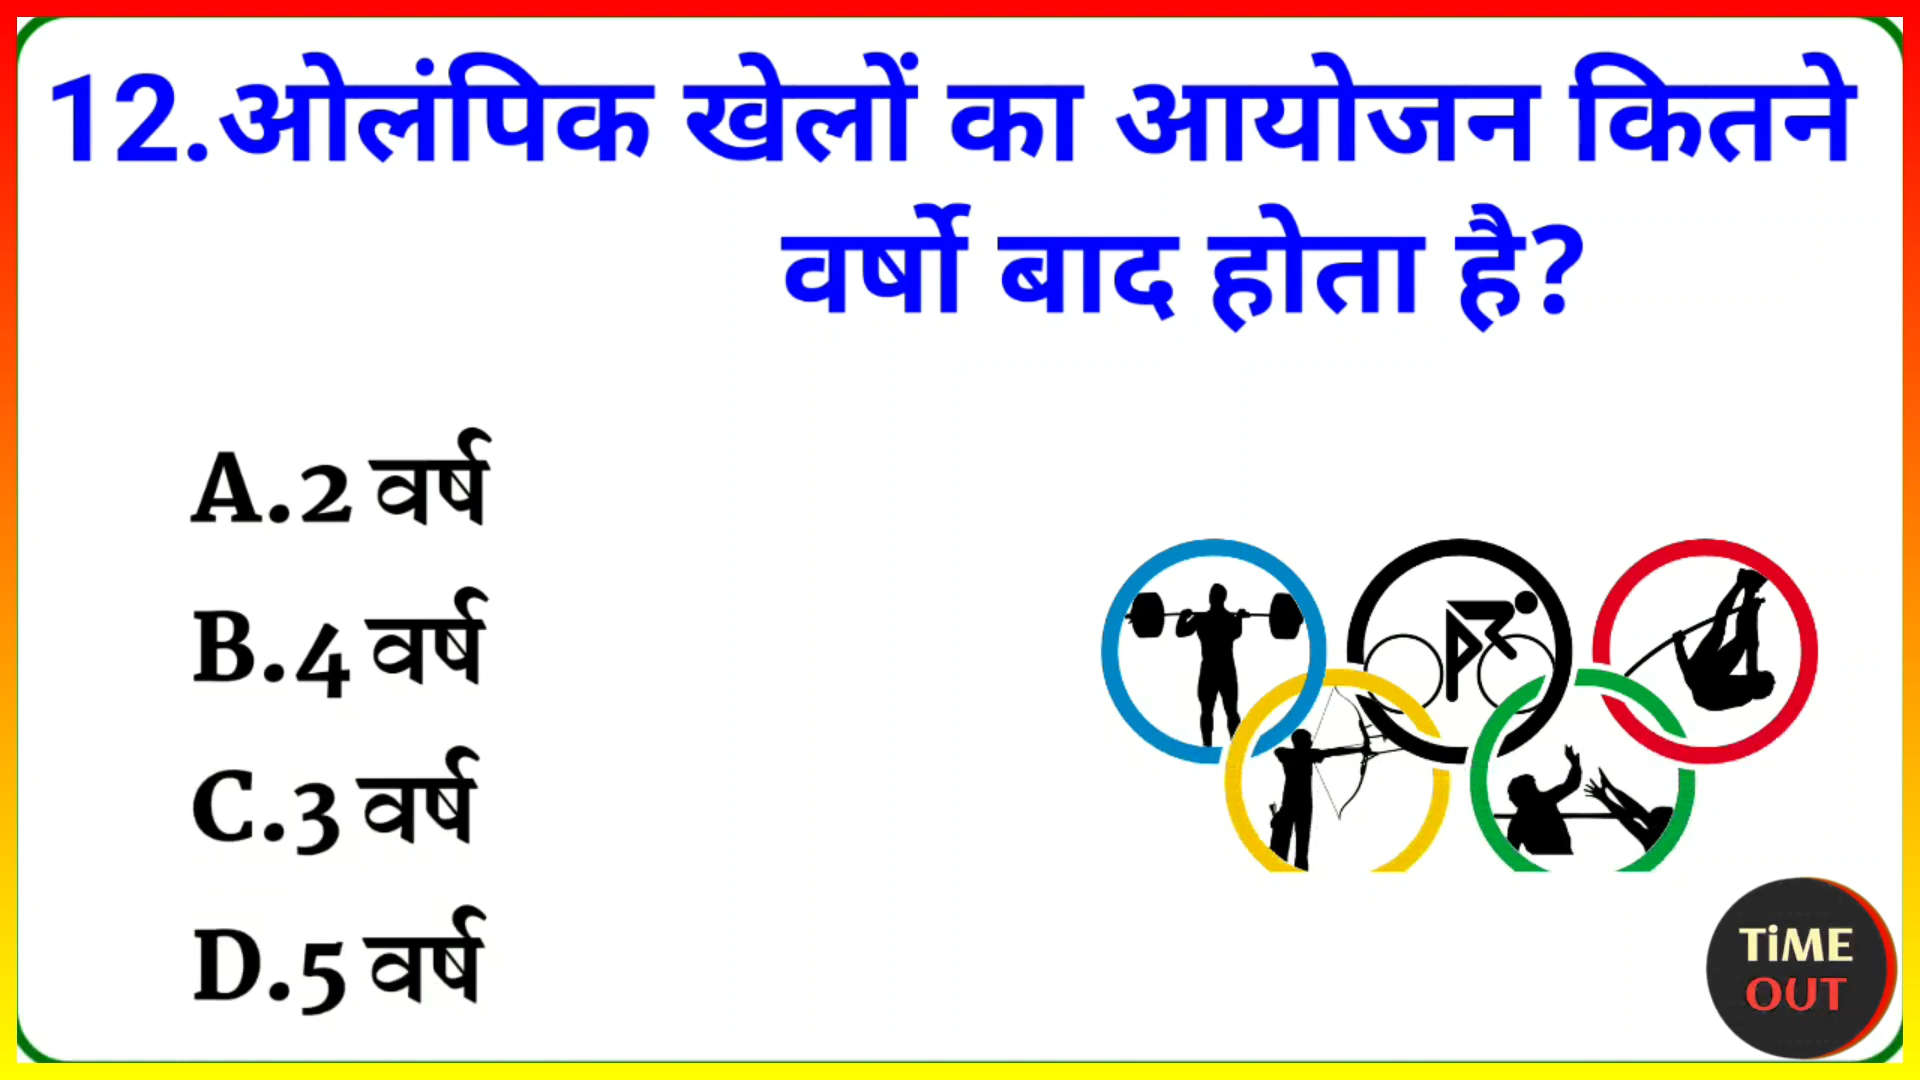 12.ओलंपिक खेलों का आयोजन कितने
वर्षो बाद होता है?
A.2 वर्ष
B.4 वर्ष
C.3 वर्ष
D.5 वर्ष
TiME
OUT